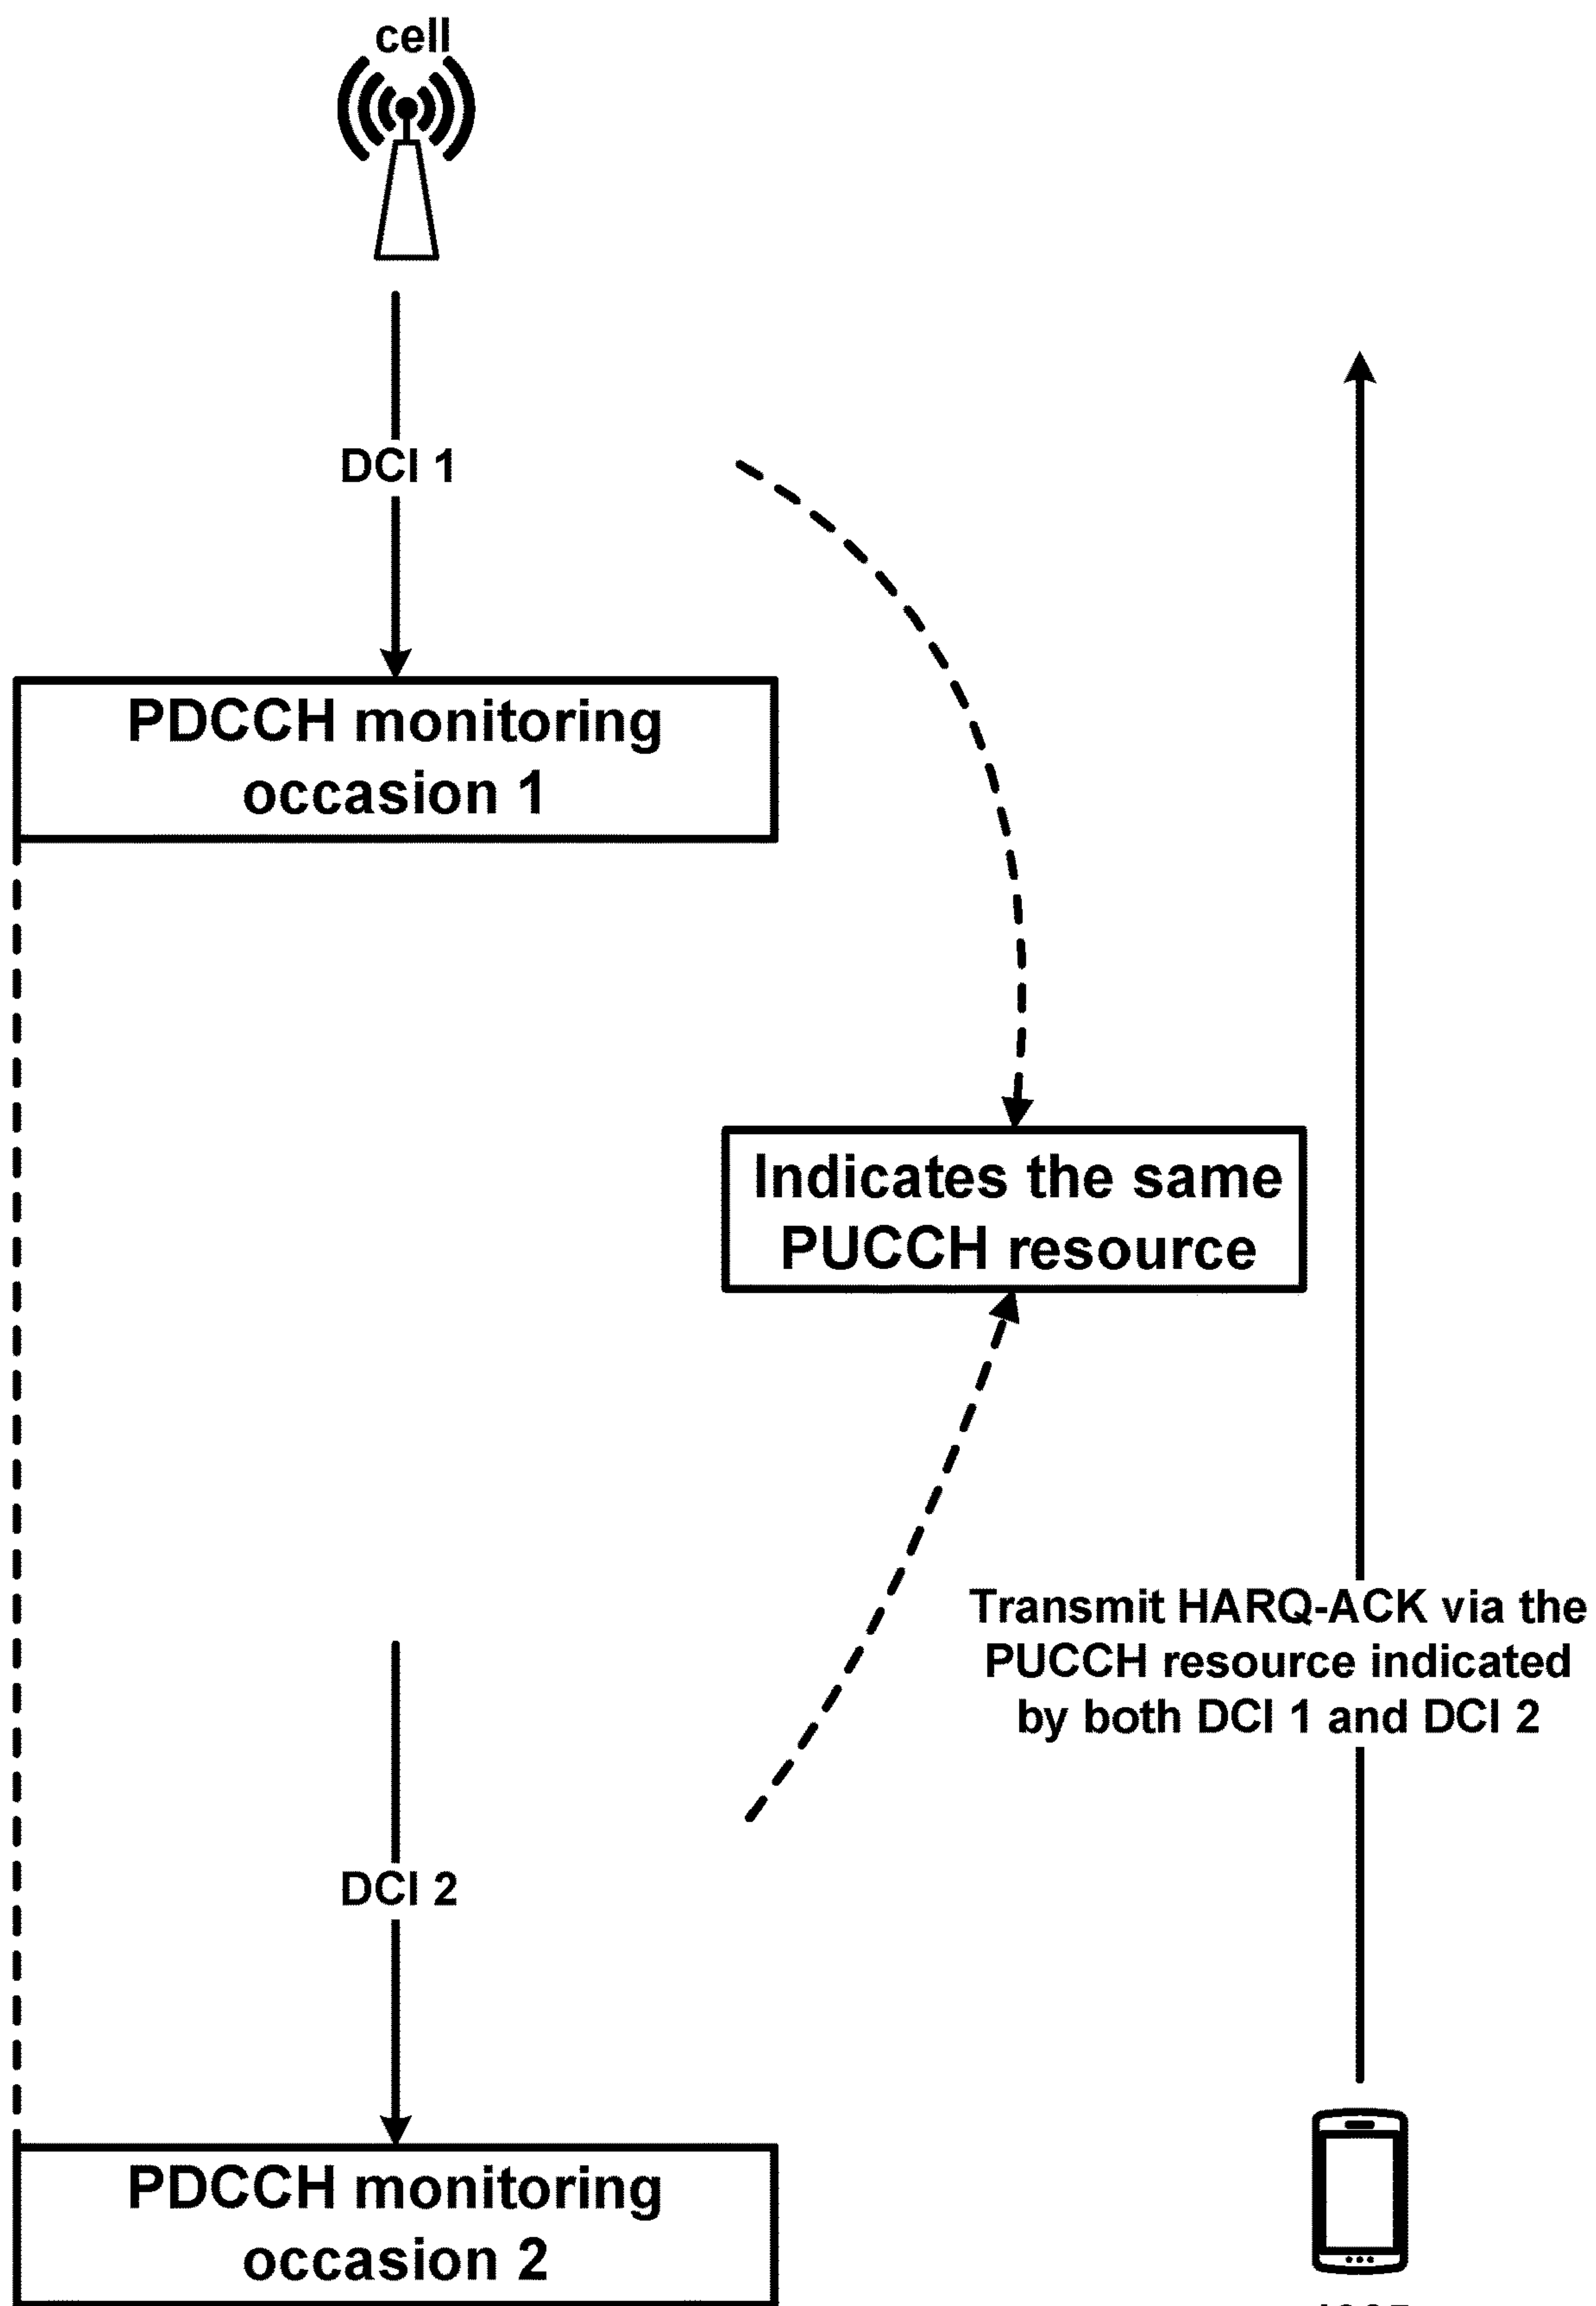 cell
DCI 1
PDCCH monitoring
occasion 1
Indicates the same
PUCCH resource
Transmit HARQ-ACK via the
PUCCH resource indicated
by both DCI 1 and DCI 2
DCI 2
PDCCH monitoring
occasion 2